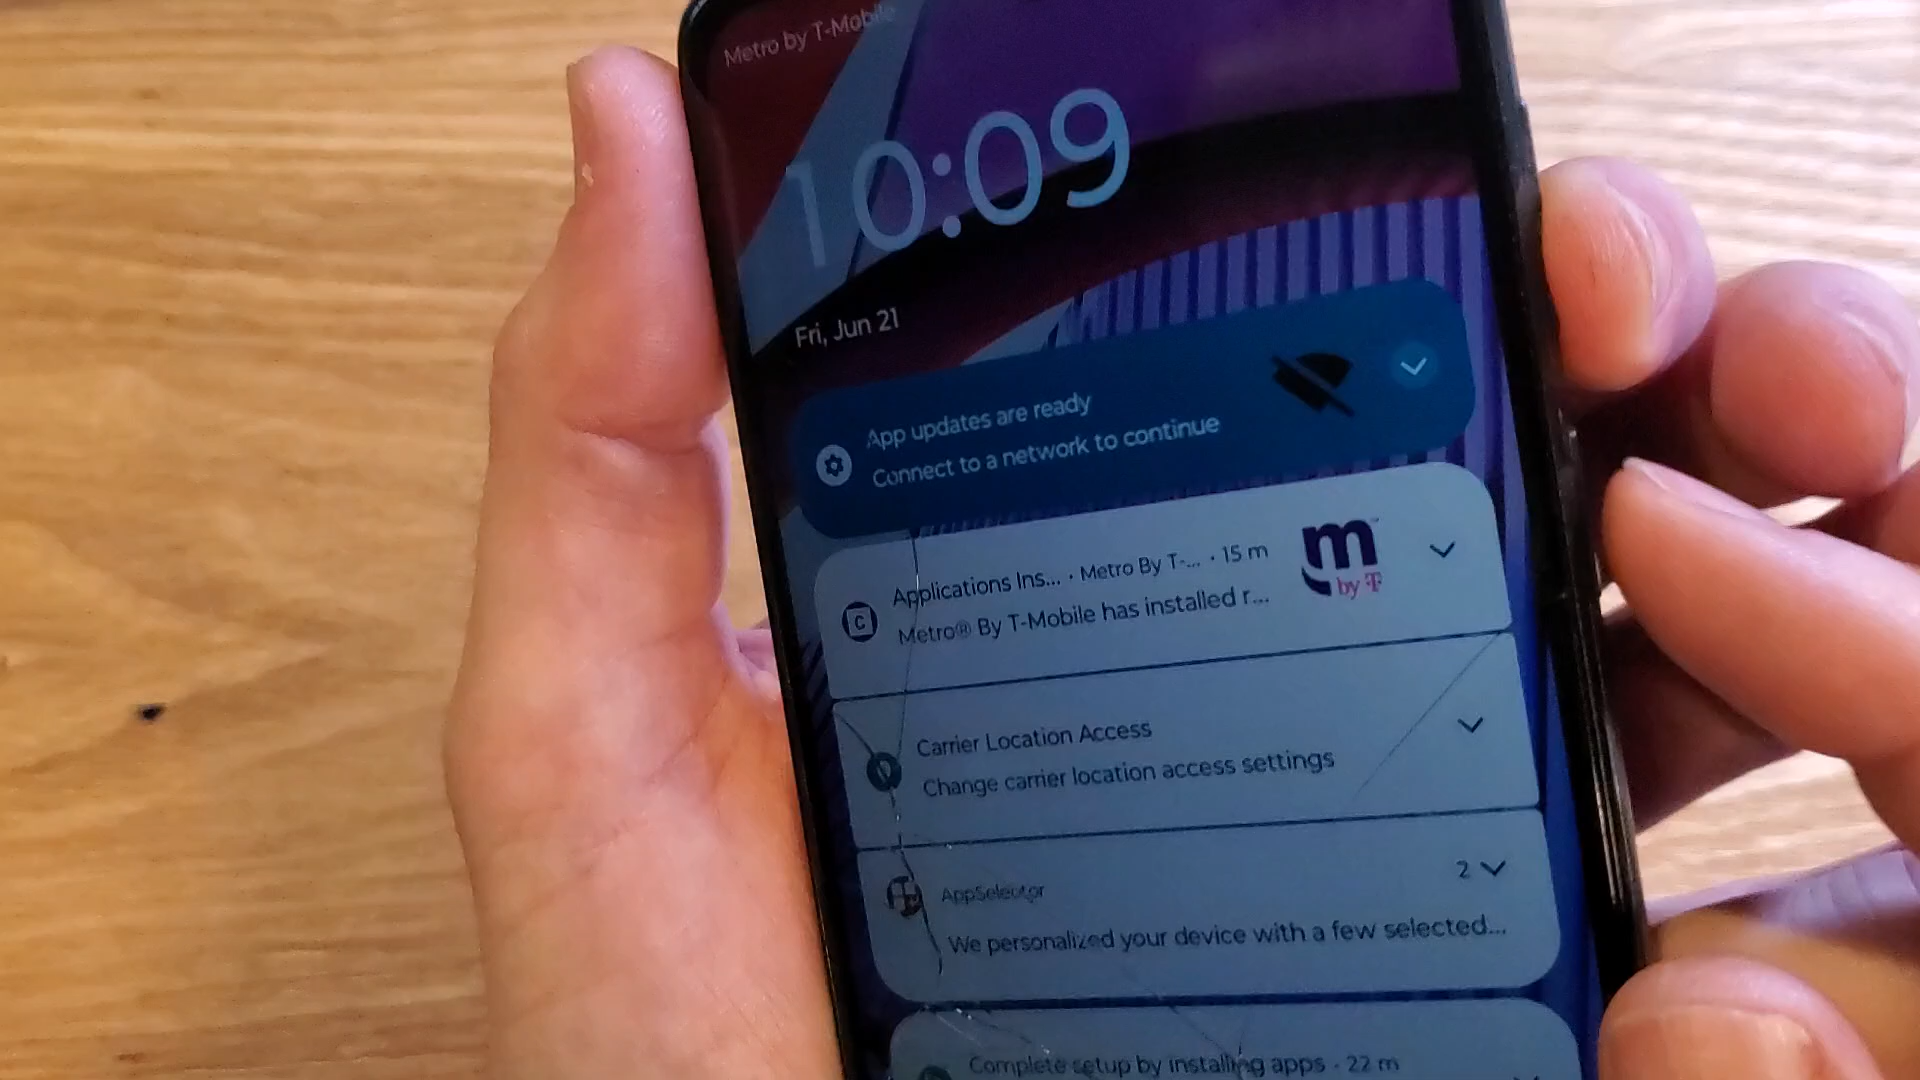 Metro by T-Mobile
10:09
Fri, Jun 21
App updates are ready
Connect to a network to continue
Applications Ins... · Metro By T-... · 15 m
Metro® By T-Mobile has installed r...
m
by T
C
Carrier Location Access
Change carrier location access settings
AppSelector
2
We personalized your device with a few selected...
Complete setup by installing apps · 22 m